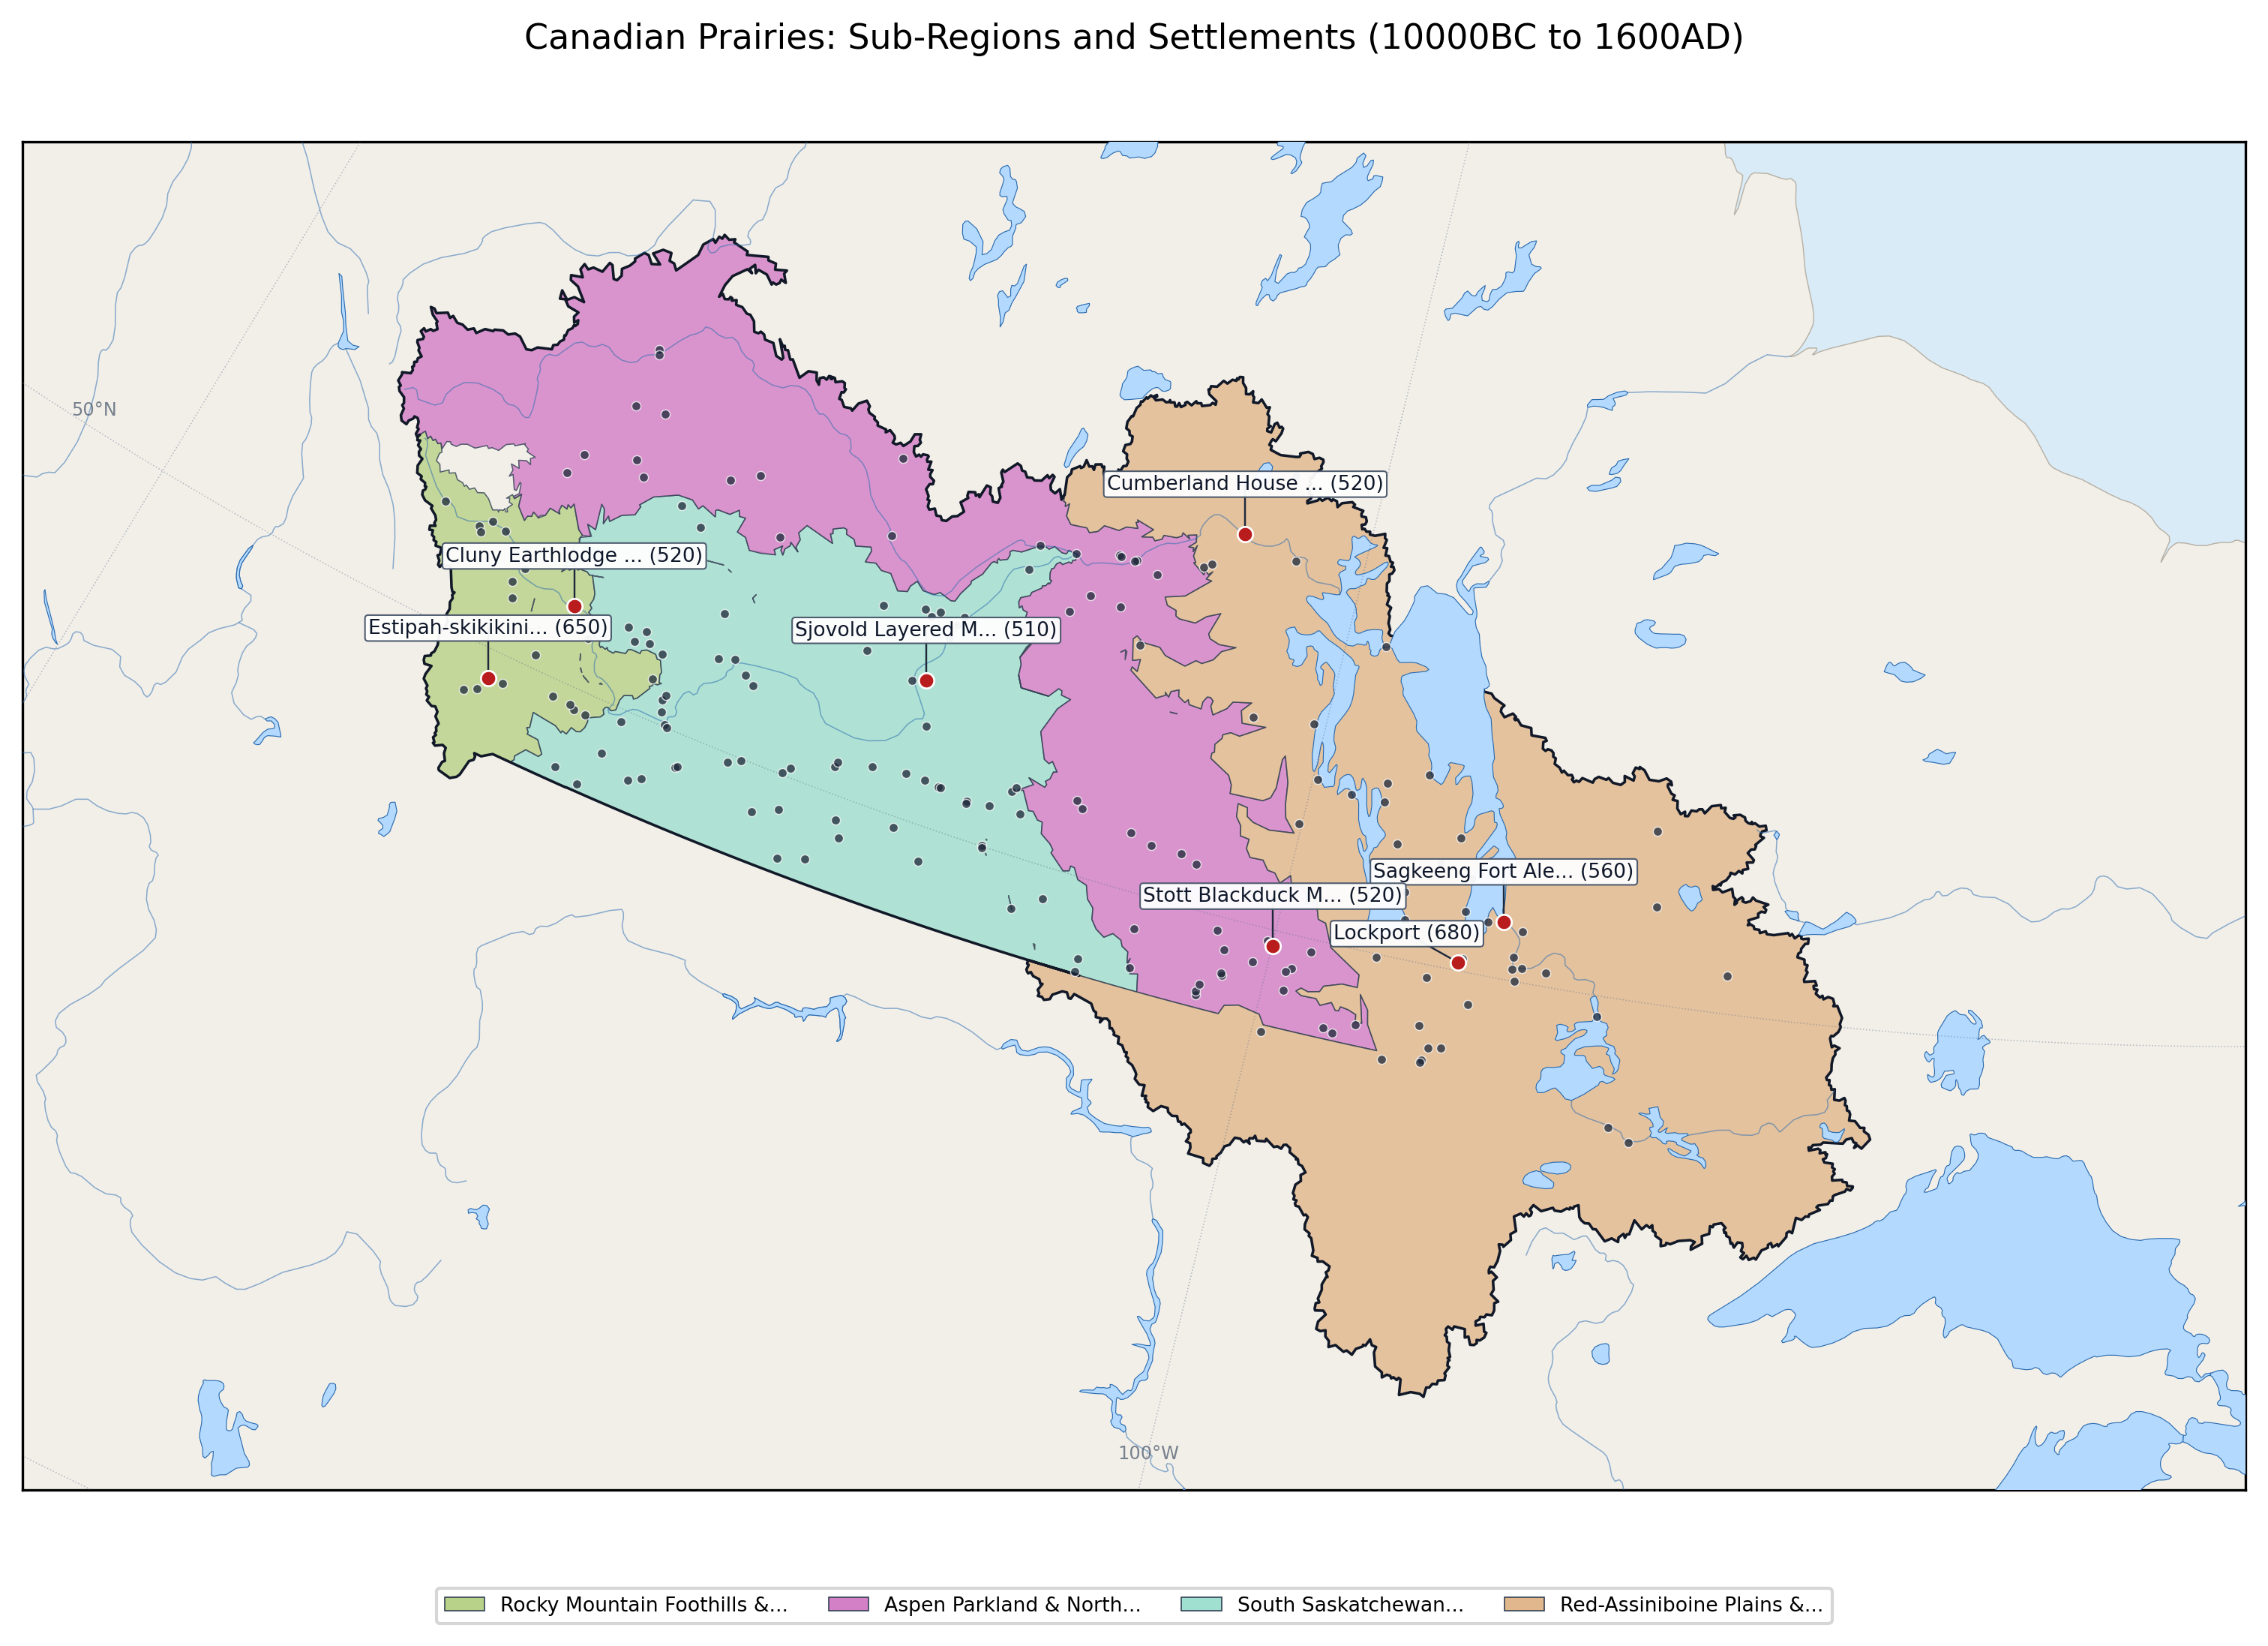 Canadian Prairies: Sub-Regions and Settlements (10000BC to 1600AD)
50°N
Cumberland House ... (520)
Cluny Earthlodge ... (520)
Estipah-skikikini... (650)
Sjovold Layered M... (510)
Sagkeeng Fort Ale... (560)
Stott Blackduck M... (520)
Lockport (680)
100°W
Rocky Mountain Foothills &...
Aspen Parkland & North...
South Saskatchewan...
Red-Assiniboine Plains &...